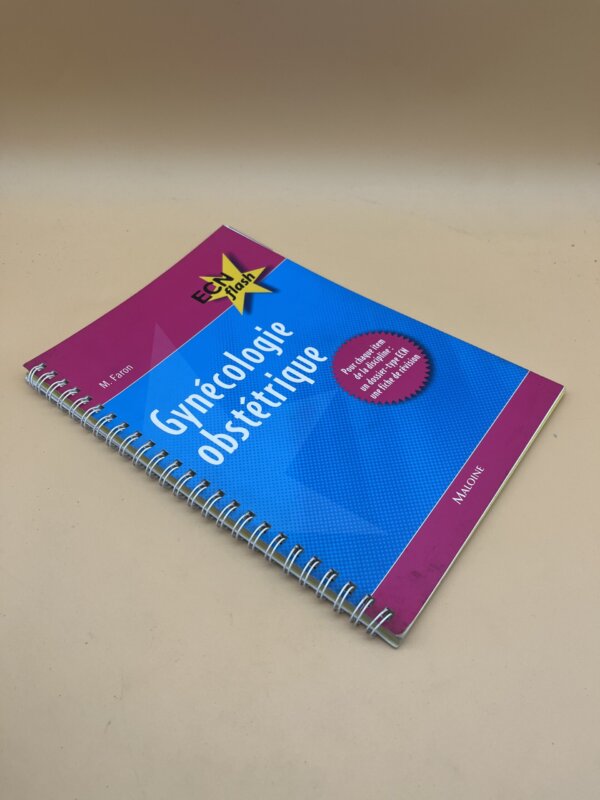 ECN
flash
M. Faron
Gynécologie
obstétrique
Pour chaque item
de la discipline :
un dossier-type ECN
une fiche de révision
MALOINE